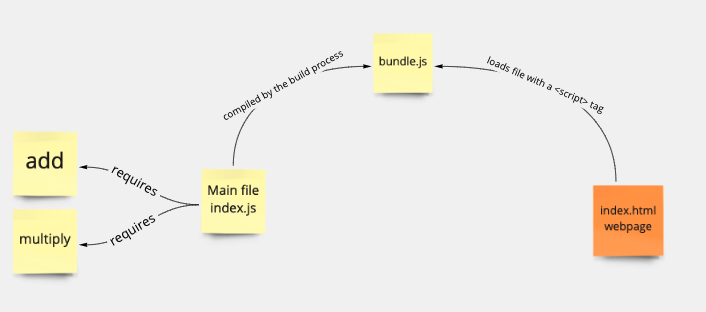 bundle.js
compiled by the build process
loads file with a <script> tag
add
requires
Main file
index.js
multiply
requires
index.html
webpage